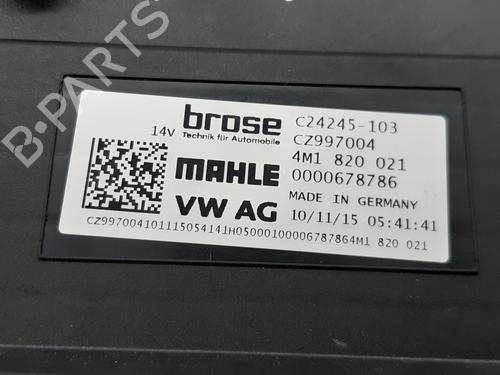 brose C24245-103
14V Technik für Automobile CZ997004
4M1 820 021
MAHLE 0000678786
MADE IN GERMANY
VW AG 10/11/15 05:41:41
CZ997004101115054141H05000100006787864M1 820 021
B-PARTS